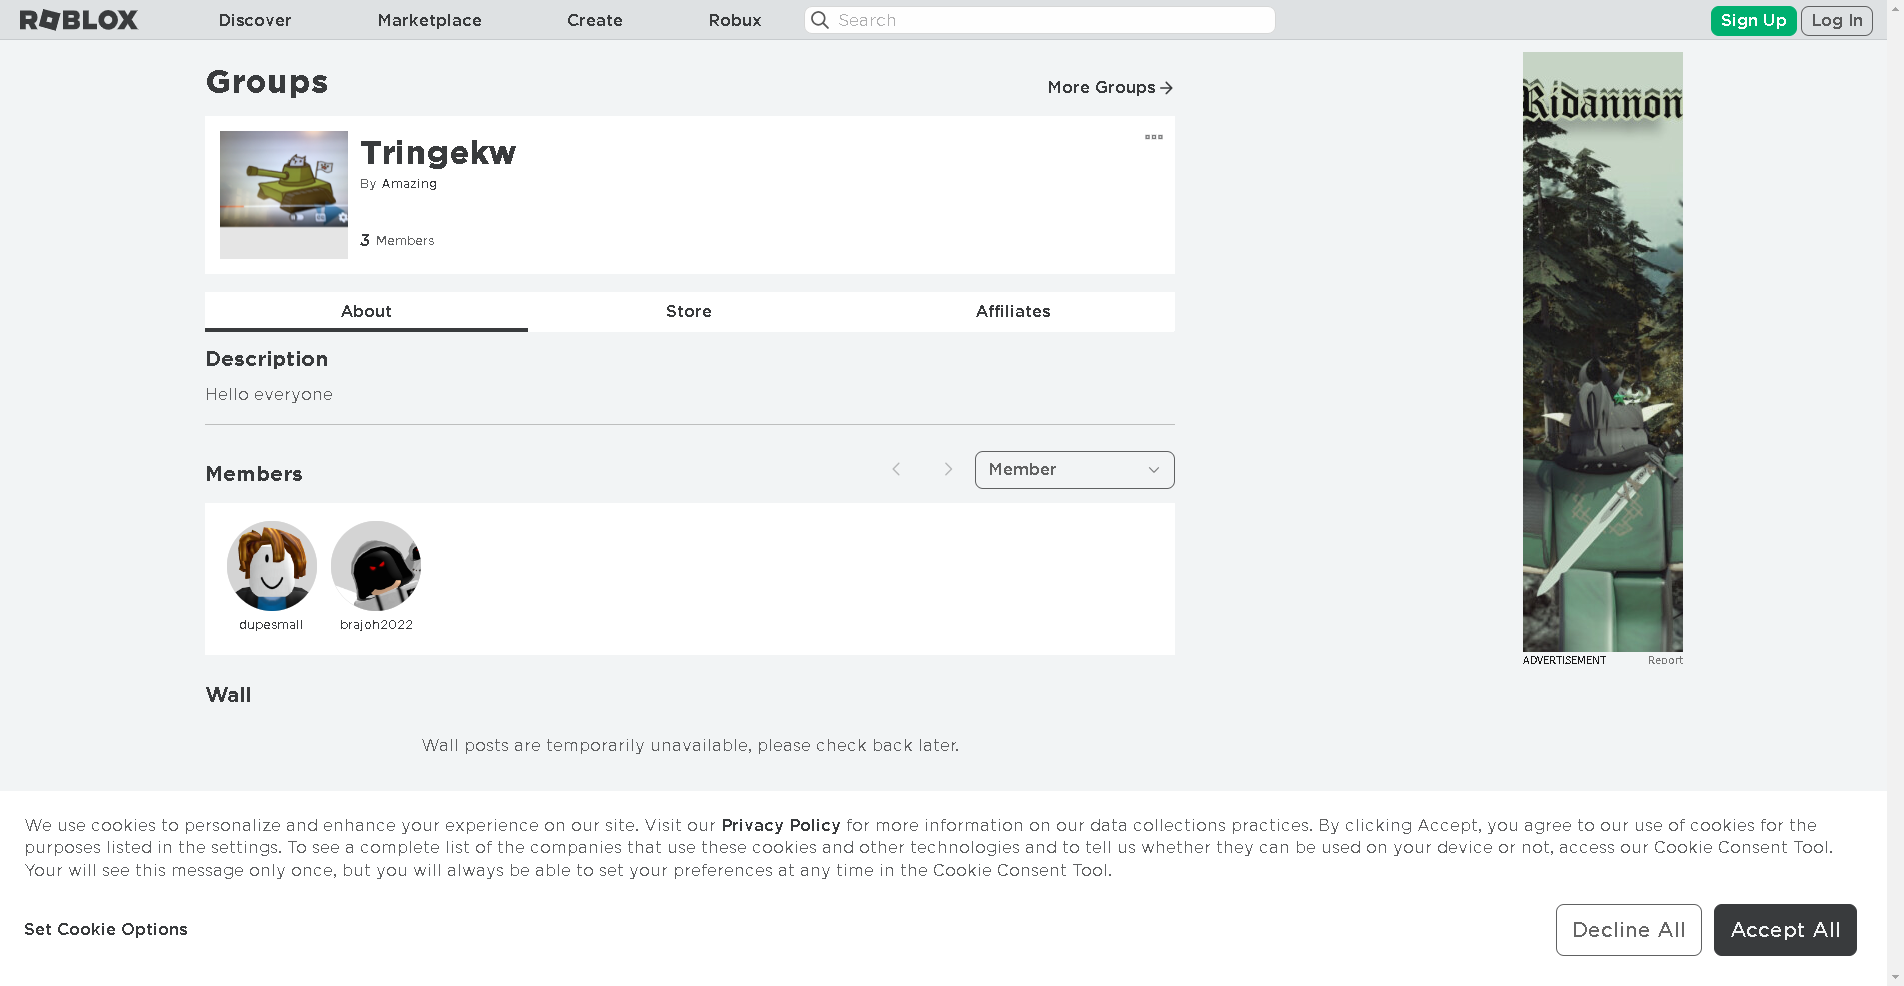 ROBLOX
Discover
Marketplace
Create
Robux
Search
Sign Up
Log In
Groups
More Groups
Tringekw
By Amazing
3 Members
About
Store
Affiliates
Description
Hello everyone
Members
Member
dupesmall
brajoh2022
Wall
Wall posts are temporarily unavailable, please check back later.
Ridannon
ADVERTISEMENT
Report
We use cookies to personalize and enhance your experience on our site. Visit our Privacy Policy for more information on our data collections practices. By clicking Accept, you agree to our use of cookies for the
purposes listed in the settings. To see a complete list of the companies that use these cookies and other technologies and to tell us whether they can be used on your device or not, access our Cookie Consent Tool.
Your will see this message only once, but you will always be able to set your preferences at any time in the Cookie Consent Tool.
Set Cookie Options
Decline All
Accept All